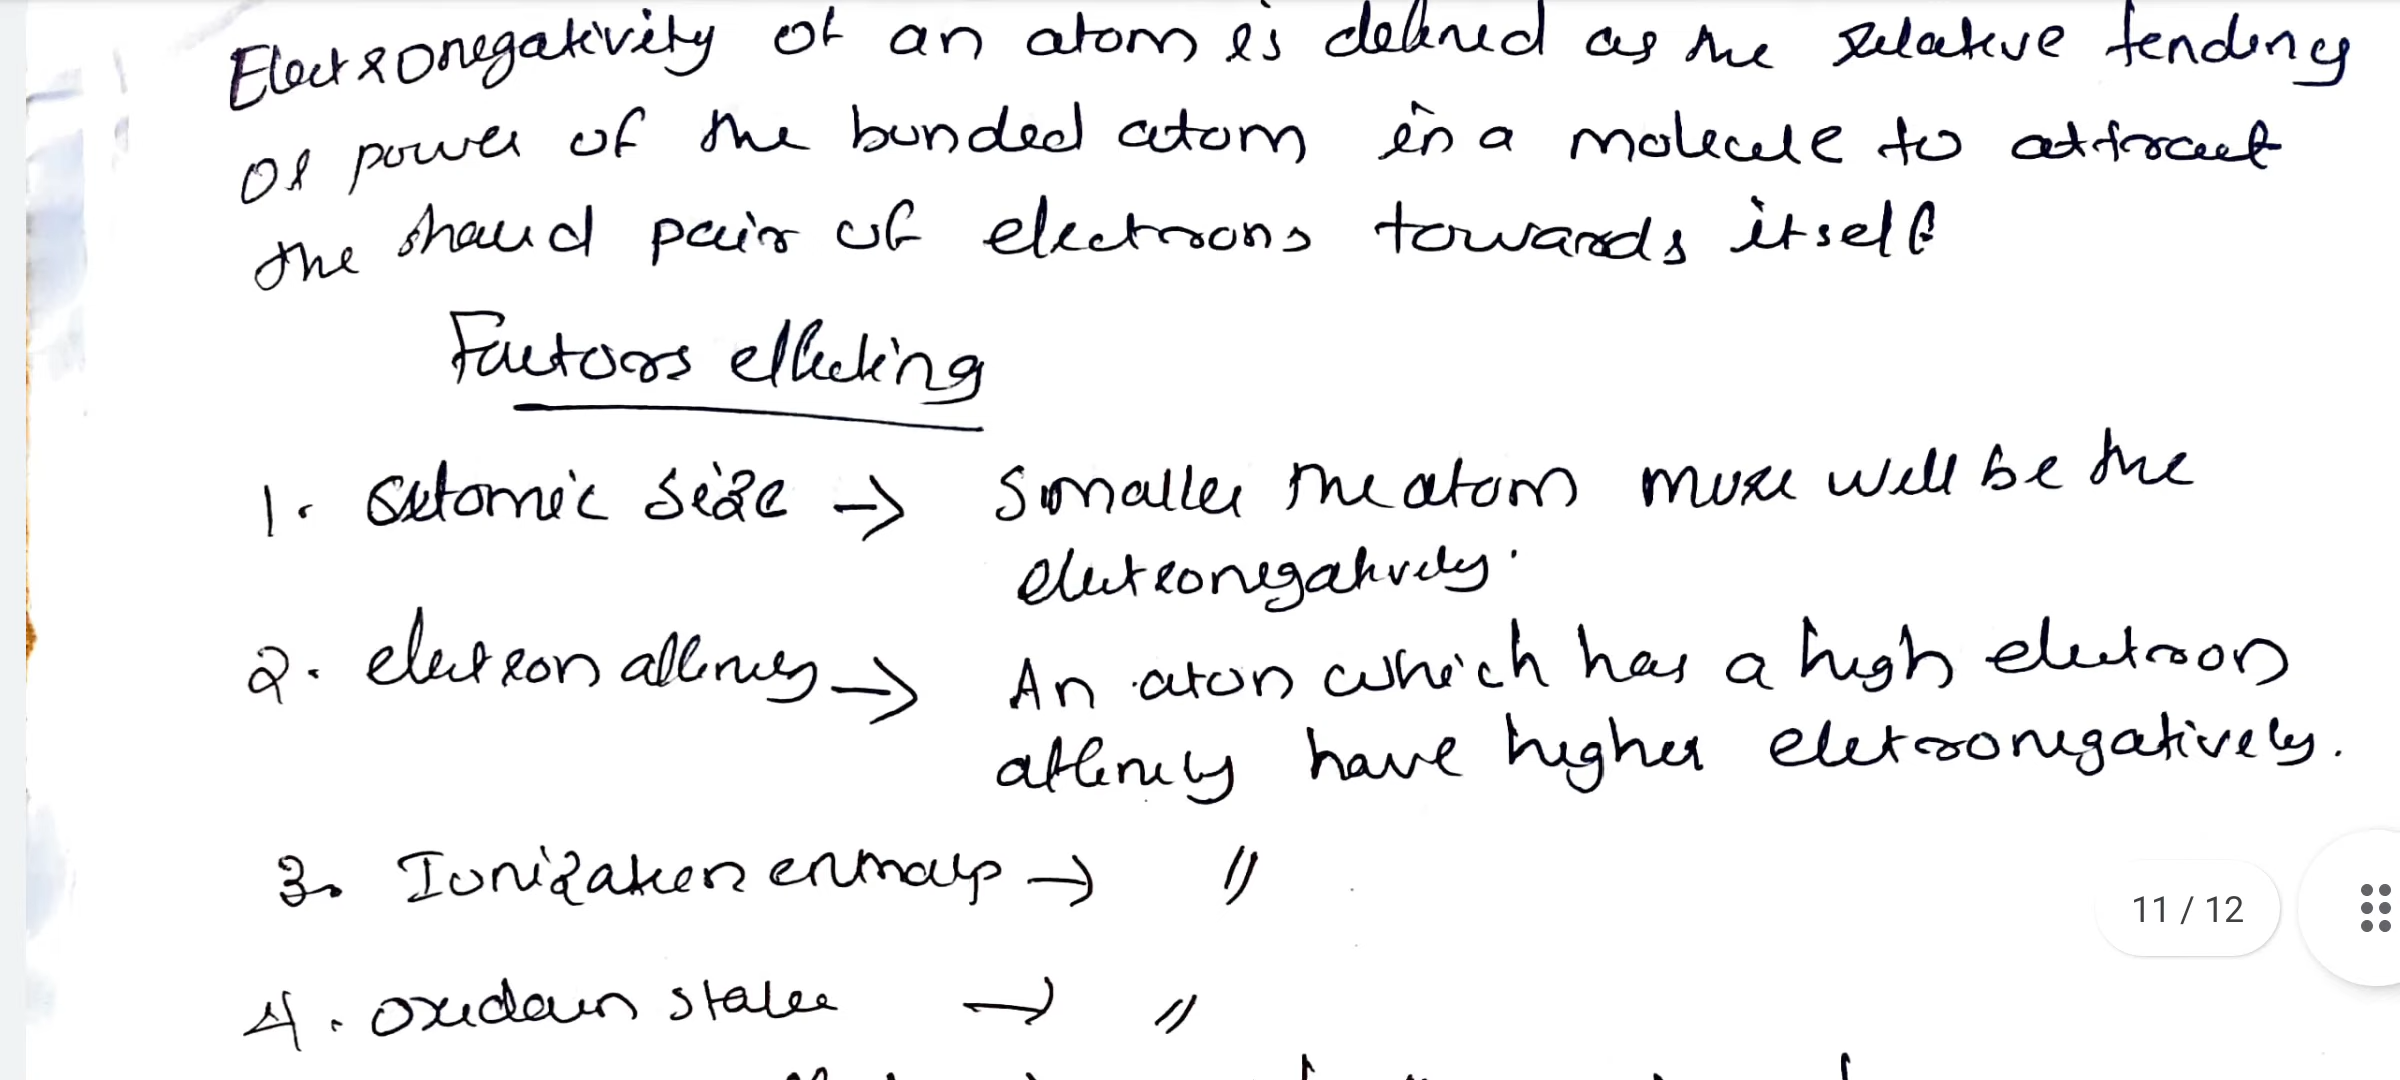 Electronegativity of an atom is defined as the relative tendency
or power of the bonded atom in a molecule to attract
the shared pair of electrons towards itself
Factors effecting
1. Atomic size → Smaller the atom more will be the
electronegatively.
2. electron affinity → An atom which has a high electron
affinity have higher eletronegatively.
3. Ionization enthalpy → "
4. oxidation state → "
11 / 12